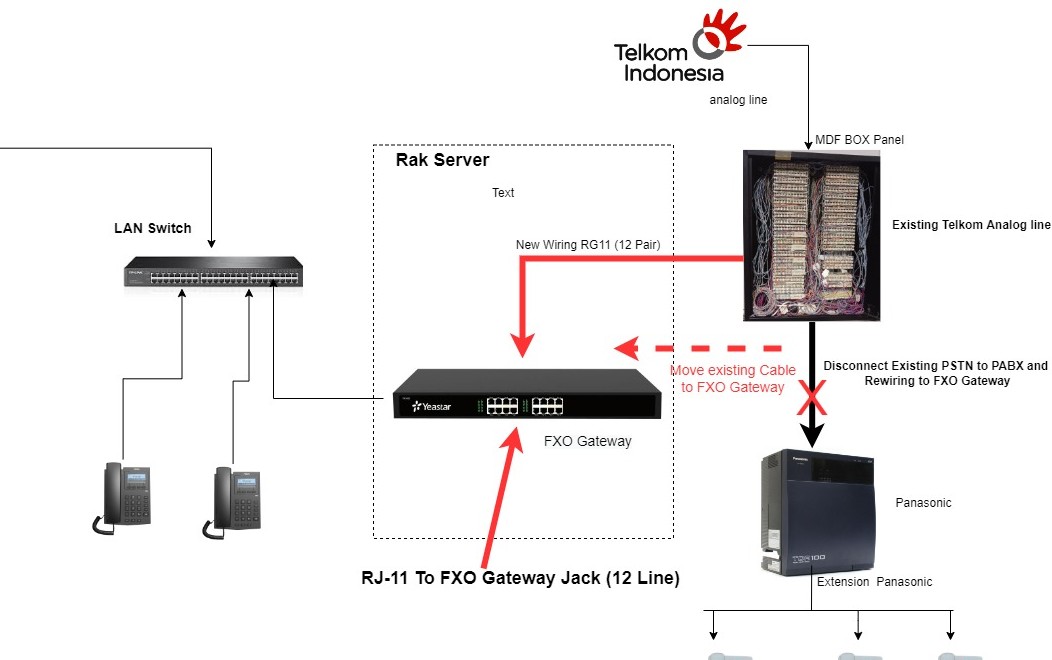 Telkom
Indonesia
analog line
MDF BOX Panel
Rak Server
Text
LAN Switch
Existing Telkom Analog line
New Wiring RG11 (12 Pair)
Move existing Cable
to FXO Gateway
Disconnect Existing PSTN to PABX and
Rewiring to FXO Gateway
Yeastar
FXO Gateway
Panasonic
Panasonic
RJ-11 To FXO Gateway Jack (12 Line)
Extension Panasonic